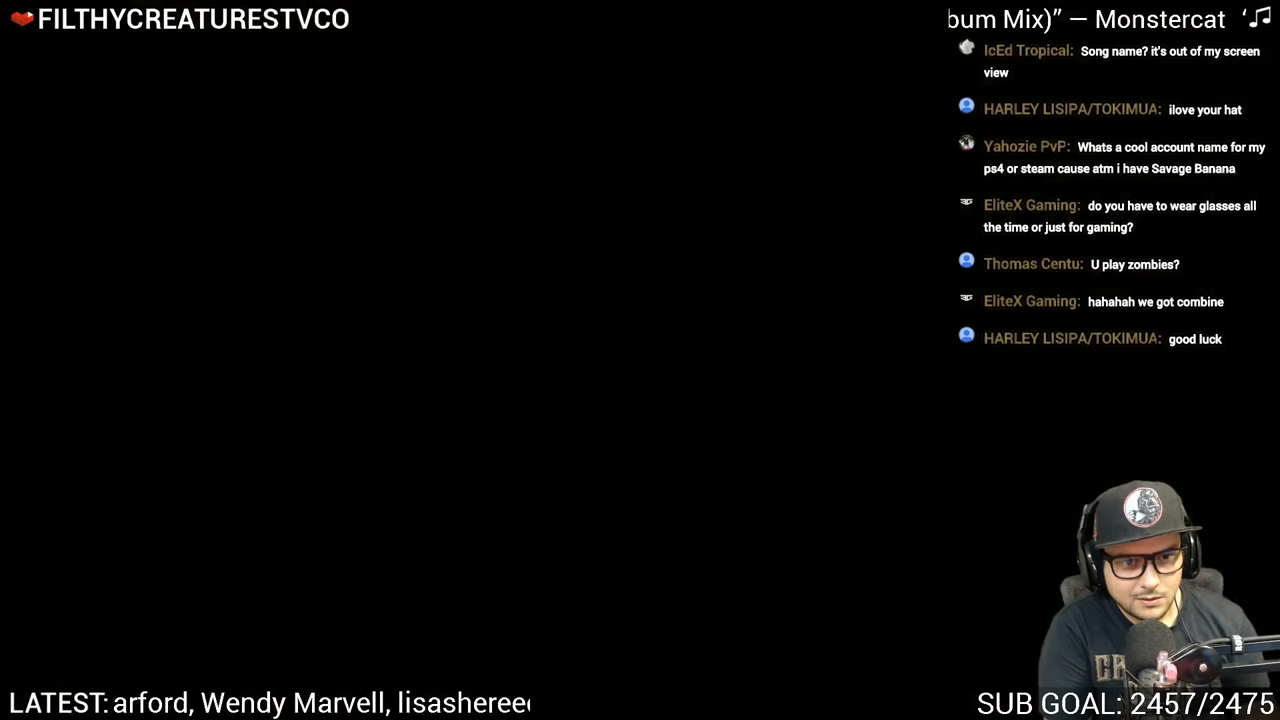 FILTHYCREATURESTVCO
bum Mix)” — Monstercat
IcEd Tropical: Song name? it's out of my screen
view
HARLEY LISIPA/TOKIMUA: ilove your hat
Yahozie PvP: Whats a cool account name for my
ps4 or steam cause atm i have Savage Banana
EliteX Gaming: do you have to wear glasses all
the time or just for gaming?
Thomas Centu: U play zombies?
EliteX Gaming: hahahah we got combine
HARLEY LISIPA/TOKIMUA: good luck
LATEST: arford, Wendy Marvell, lisashereee
SUB GOAL: 2457/2475